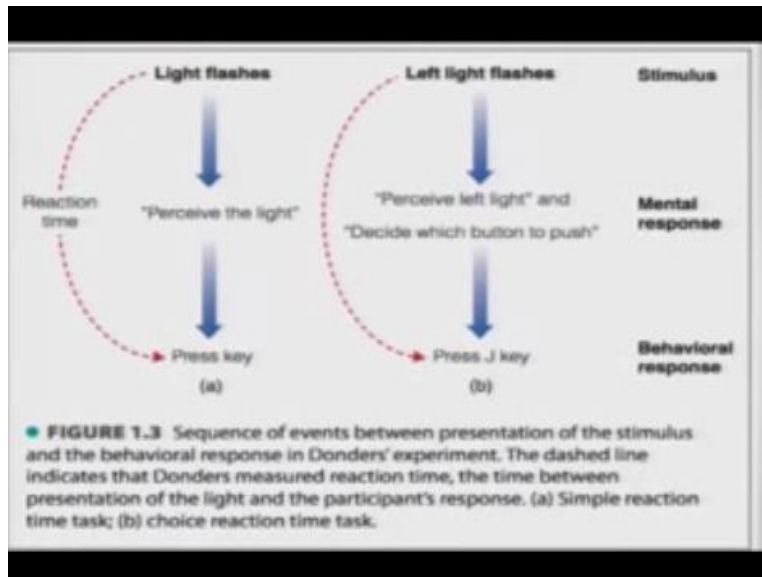 Light flashes
Left light flashes
Stimulus
Reaction
time
"Perceive the light"
"Perceive left light" and
"Decide which button to push"
Mental
response
Press key
Press J key
Behavioral
response
(a)
(b)
● FIGURE 1.3 Sequence of events between presentation of the stimulus
and the behavioral response in Donders' experiment. The dashed line
indicates that Donders measured reaction time, the time between
presentation of the light and the participant's response. (a) Simple reaction
time task; (b) choice reaction time task.